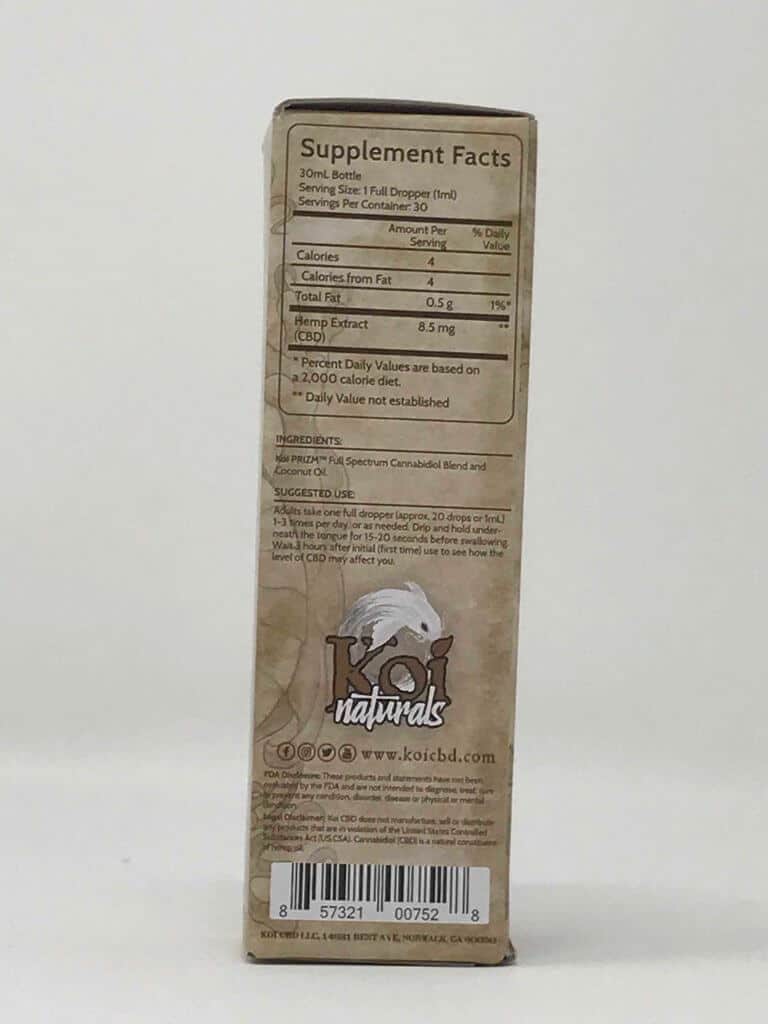 Supplement Facts
30mL Bottle
Serving Size: 1 Full Dropper (1ml)
Servings Per Container: 30
Amount Per Serving
% Daily Value
Calories 4
Calories from Fat 4
Total Fat 0.5 g 1%*
Hemp Extract (CBD) 8.5 mg **
* Percent Daily Values are based on
a 2,000 calorie diet.
** Daily Value not established
INGREDIENTS:
Koi PRIZM™ Full Spectrum Cannabidiol Blend and
Coconut Oil.
SUGGESTED USE:
Adults take one full dropper (approx. 20 drops or 1mL)
1-3 times per day, or as needed. Drip and hold under-
neath the tongue for 15-20 seconds before swallowing.
Wait 3 hours after initial (first time) use to see how the
level of CBD may affect you.
Koi
naturals
www.koicbd.com
FDA Disclosure: These products and statements have not been
evaluated by the FDA and are not intended to diagnose, treat, cure
or prevent any condition, disorder, disease or physical or mental
condition.
Legal Disclaimer: Koi CBD does not manufacture, sell or distribute
any products that are in violation of the United States Controlled
Substances Act (US.CSA). Cannabidiol (CBD) is a natural constituent
of hemp oil.
8 57321 00752 8
KOI CBD LLC, BENT AVE, NORWALK, CA